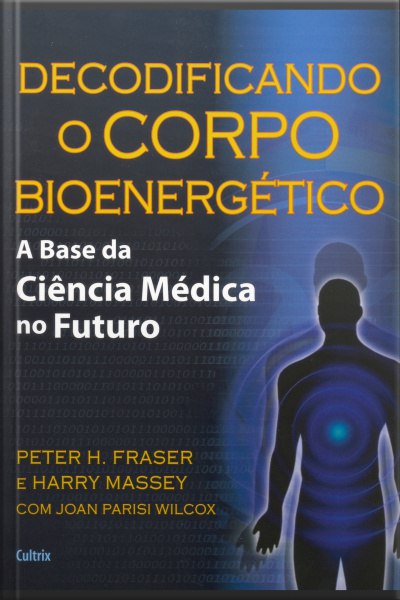 DECODIFICANDO
O CORPO
BIOENERGÉTICO
A Base da
Ciência Médica
no Futuro
PETER H. FRASER
E HARRY MASSEY
COM JOAN PARISI WILCOX
Cultrix